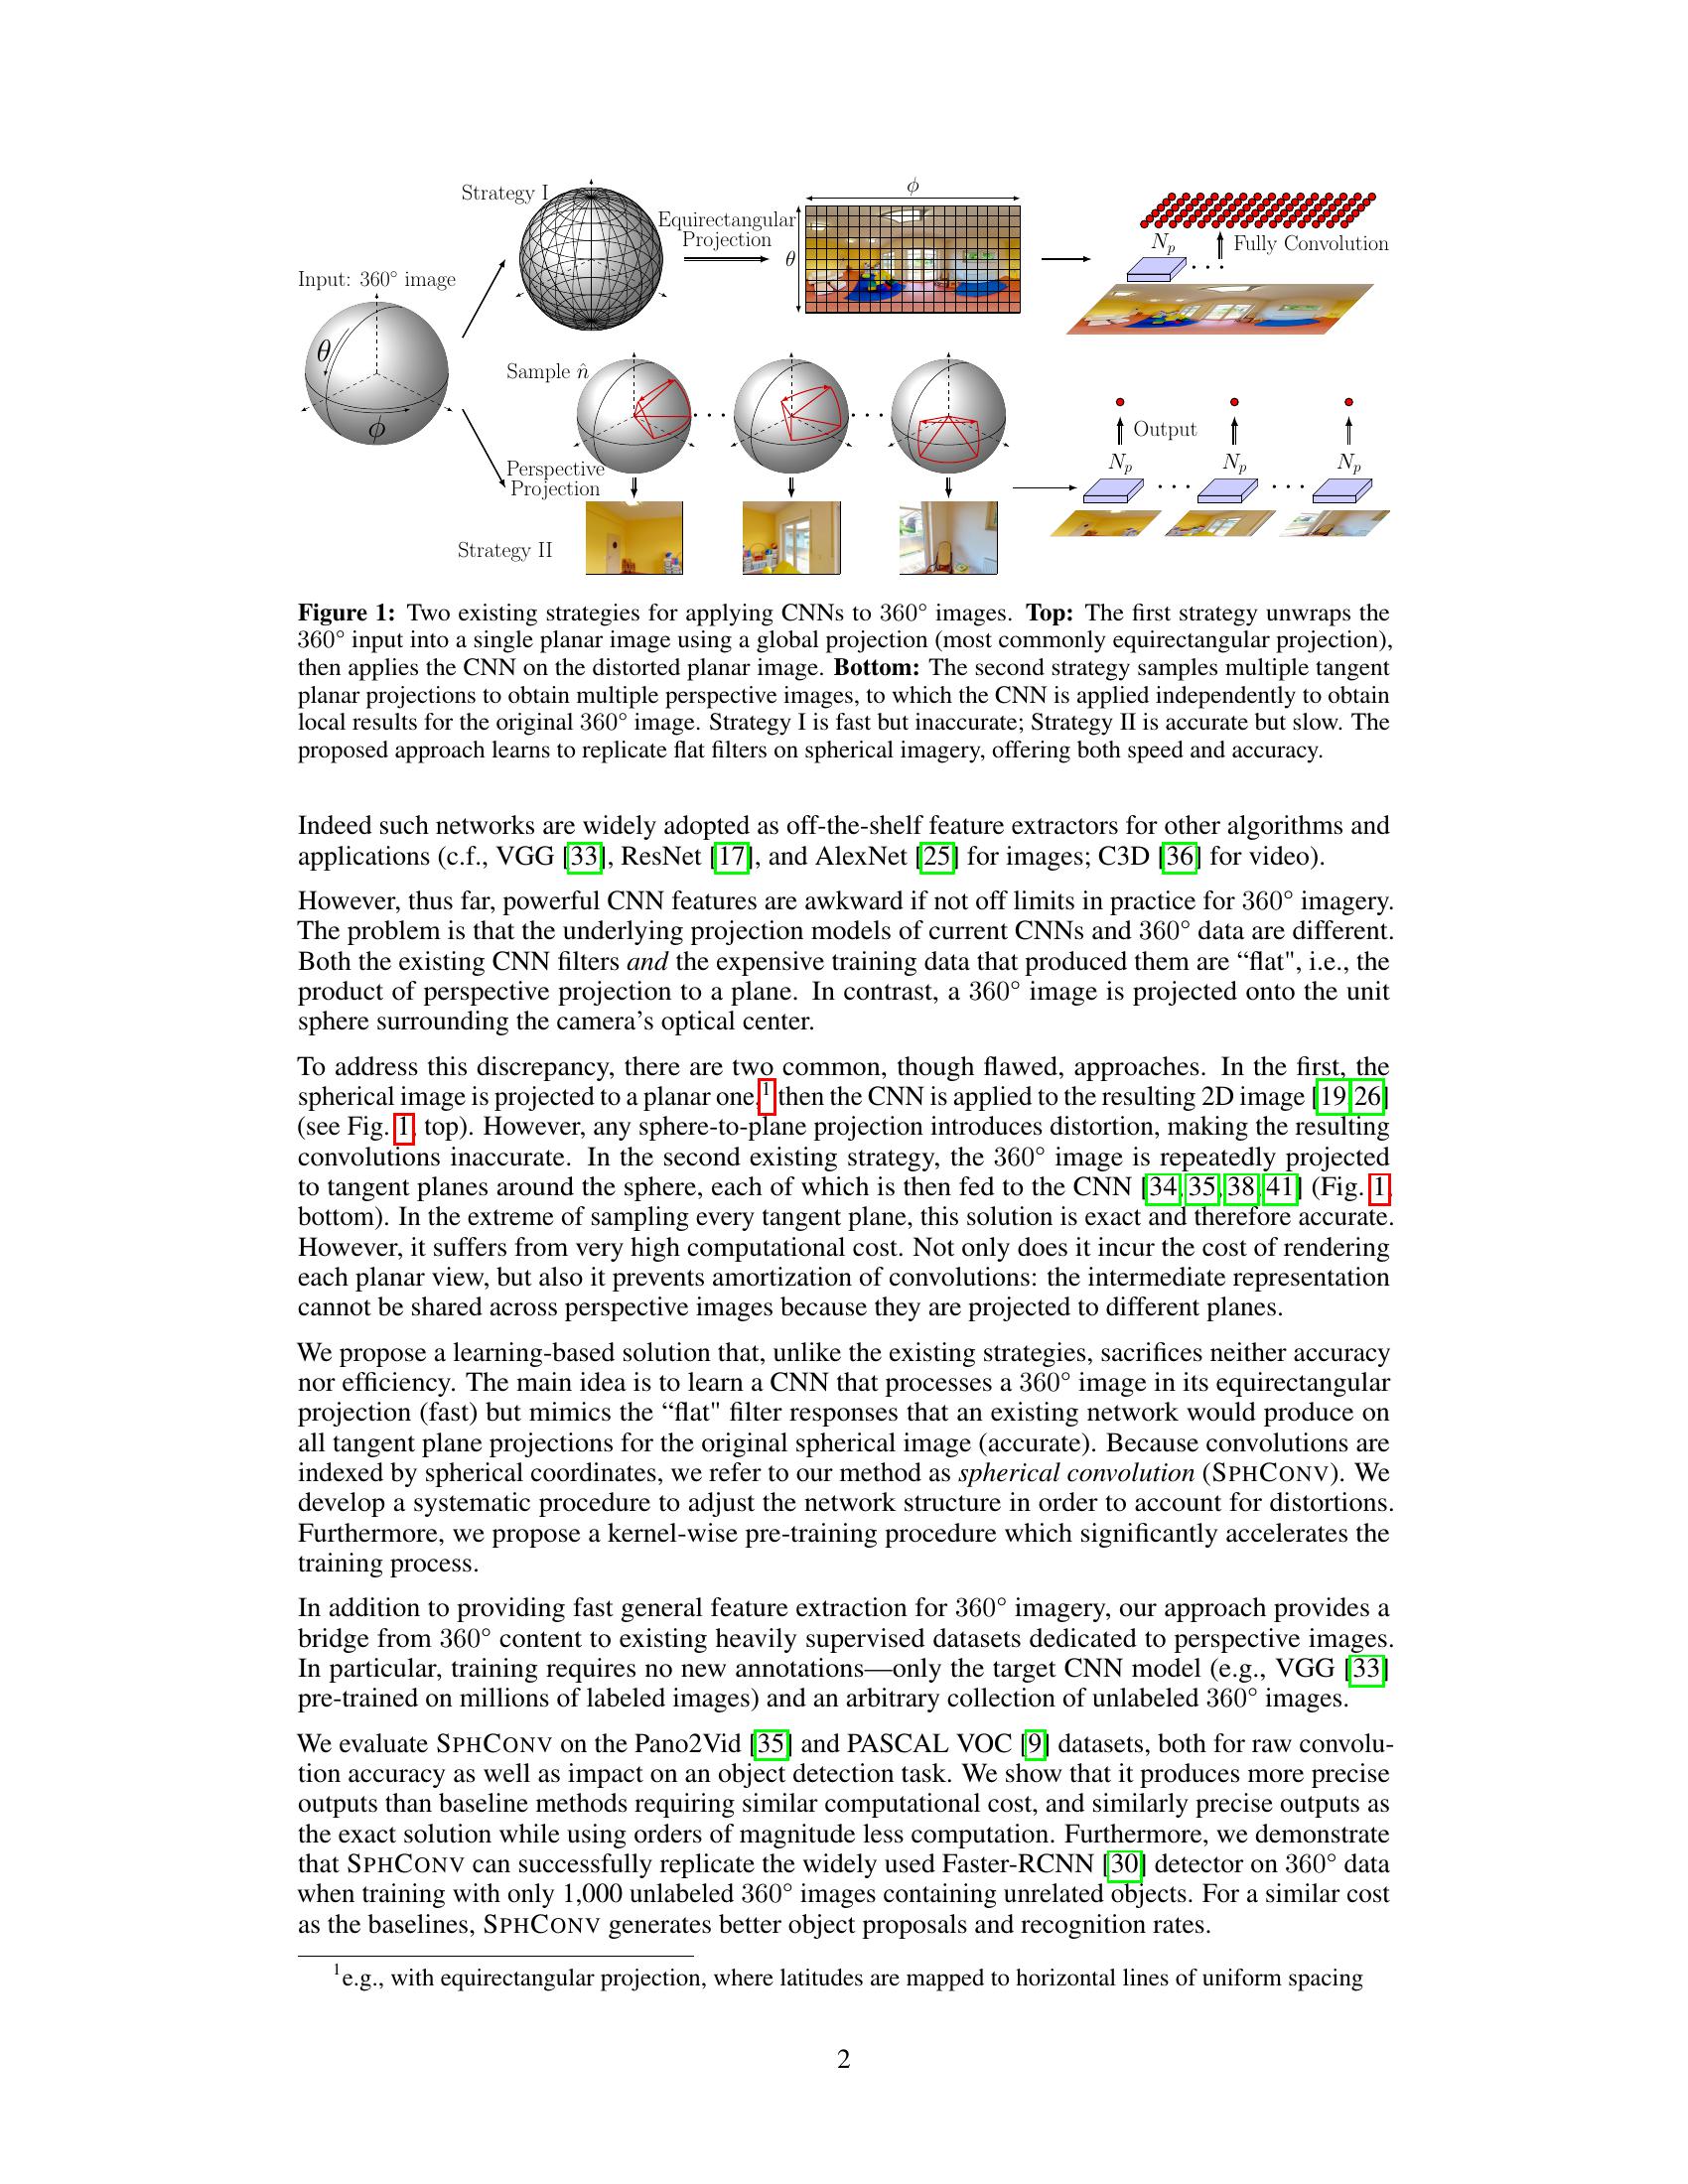 Strategy I
Equirectangular
Projection
ϕ
θ
N_p
Fully Convolution
Input: 360° image
θ
ϕ
Sample n̂
Perspective
Projection
Strategy II
Output
N_p
N_p
N_p
Figure 1: Two existing strategies for applying CNNs to 360° images. Top: The first strategy unwraps the
360° input into a single planar image using a global projection (most commonly equirectangular projection),
then applies the CNN on the distorted planar image. Bottom: The second strategy samples multiple tangent
planar projections to obtain multiple perspective images, to which the CNN is applied independently to obtain
local results for the original 360° image. Strategy I is fast but inaccurate; Strategy II is accurate but slow. The
proposed approach learns to replicate flat filters on spherical imagery, offering both speed and accuracy.
Indeed such networks are widely adopted as off-the-shelf feature extractors for other algorithms and
applications (c.f., VGG [33], ResNet [17], and AlexNet [25] for images; C3D [36] for video).
However, thus far, powerful CNN features are awkward if not off limits in practice for 360° imagery.
The problem is that the underlying projection models of current CNNs and 360° data are different.
Both the existing CNN filters and the expensive training data that produced them are “flat", i.e., the
product of perspective projection to a plane. In contrast, a 360° image is projected onto the unit
sphere surrounding the camera’s optical center.
To address this discrepancy, there are two common, though flawed, approaches. In the first, the
spherical image is projected to a planar one,1 then the CNN is applied to the resulting 2D image [19,26]
(see Fig. 1, top). However, any sphere-to-plane projection introduces distortion, making the resulting
convolutions inaccurate. In the second existing strategy, the 360° image is repeatedly projected
to tangent planes around the sphere, each of which is then fed to the CNN [34,35,38,41] (Fig. 1,
bottom). In the extreme of sampling every tangent plane, this solution is exact and therefore accurate.
However, it suffers from very high computational cost. Not only does it incur the cost of rendering
each planar view, but also it prevents amortization of convolutions: the intermediate representation
cannot be shared across perspective images because they are projected to different planes.
We propose a learning-based solution that, unlike the existing strategies, sacrifices neither accuracy
nor efficiency. The main idea is to learn a CNN that processes a 360° image in its equirectangular
projection (fast) but mimics the “flat" filter responses that an existing network would produce on
all tangent plane projections for the original spherical image (accurate). Because convolutions are
indexed by spherical coordinates, we refer to our method as spherical convolution (SPHCONV). We
develop a systematic procedure to adjust the network structure in order to account for distortions.
Furthermore, we propose a kernel-wise pre-training procedure which significantly accelerates the
training process.
In addition to providing fast general feature extraction for 360° imagery, our approach provides a
bridge from 360° content to existing heavily supervised datasets dedicated to perspective images.
In particular, training requires no new annotations—only the target CNN model (e.g., VGG [33]
pre-trained on millions of labeled images) and an arbitrary collection of unlabeled 360° images.
We evaluate SPHCONV on the Pano2Vid [35] and PASCAL VOC [9] datasets, both for raw convolu-
tion accuracy as well as impact on an object detection task. We show that it produces more precise
outputs than baseline methods requiring similar computational cost, and similarly precise outputs as
the exact solution while using orders of magnitude less computation. Furthermore, we demonstrate
that SPHCONV can successfully replicate the widely used Faster-RCNN [30] detector on 360° data
when training with only 1,000 unlabeled 360° images containing unrelated objects. For a similar cost
as the baselines, SPHCONV generates better object proposals and recognition rates.
1e.g., with equirectangular projection, where latitudes are mapped to horizontal lines of uniform spacing
2